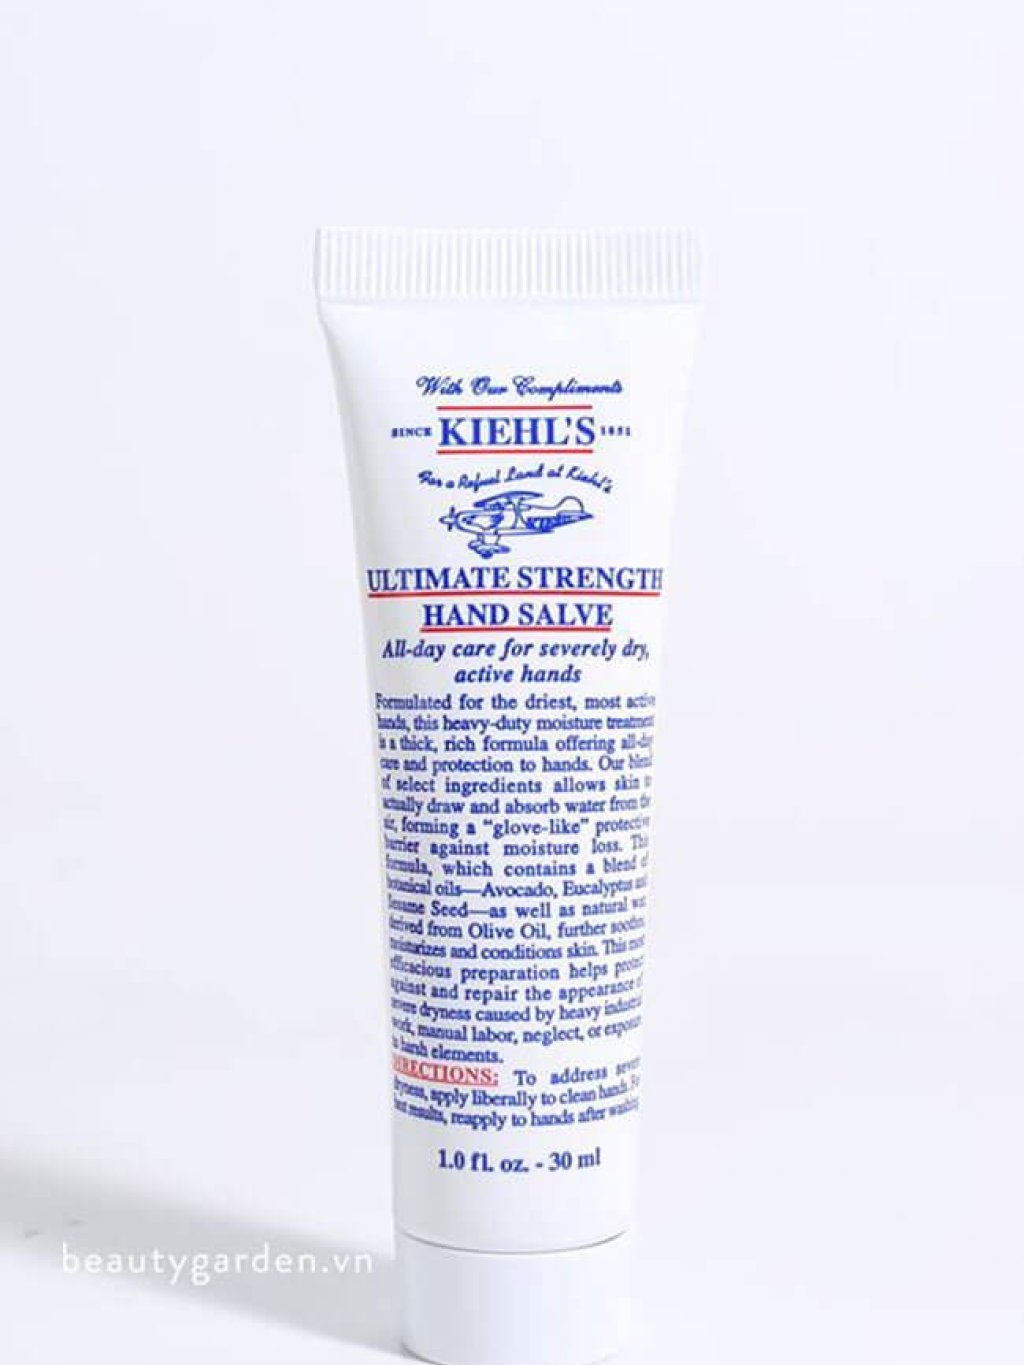 With Our Compliments
SINCE KIEHL'S 1851
For a Refuel Land at Kiehl's
ULTIMATE STRENGTH
HAND SALVE
All-day care for severely dry,
active hands
Formulated for the driest, most active
hands, this heavy-duty moisture treatment
is a thick, rich formula offering all-day
care and protection to hands. Our blend
of select ingredients allows skin to
actually draw and absorb water from the
air, forming a “glove-like” protective
barrier against moisture loss. This
formula, which contains a blend of
botanical oils—Avocado, Eucalyptus and
Sesame Seed—as well as natural wax
derived from Olive Oil, further soothes,
moisturizes and conditions skin. This most
efficacious preparation helps protect
against and repair the appearance of
severe dryness caused by heavy industrial
work, manual labor, neglect, or exposure
to harsh elements.
DIRECTIONS: To address severe
dryness, apply liberally to clean hands. For
best results, reapply to hands after washing.
1.0 fl. oz. - 30 ml
beautygarden.vn